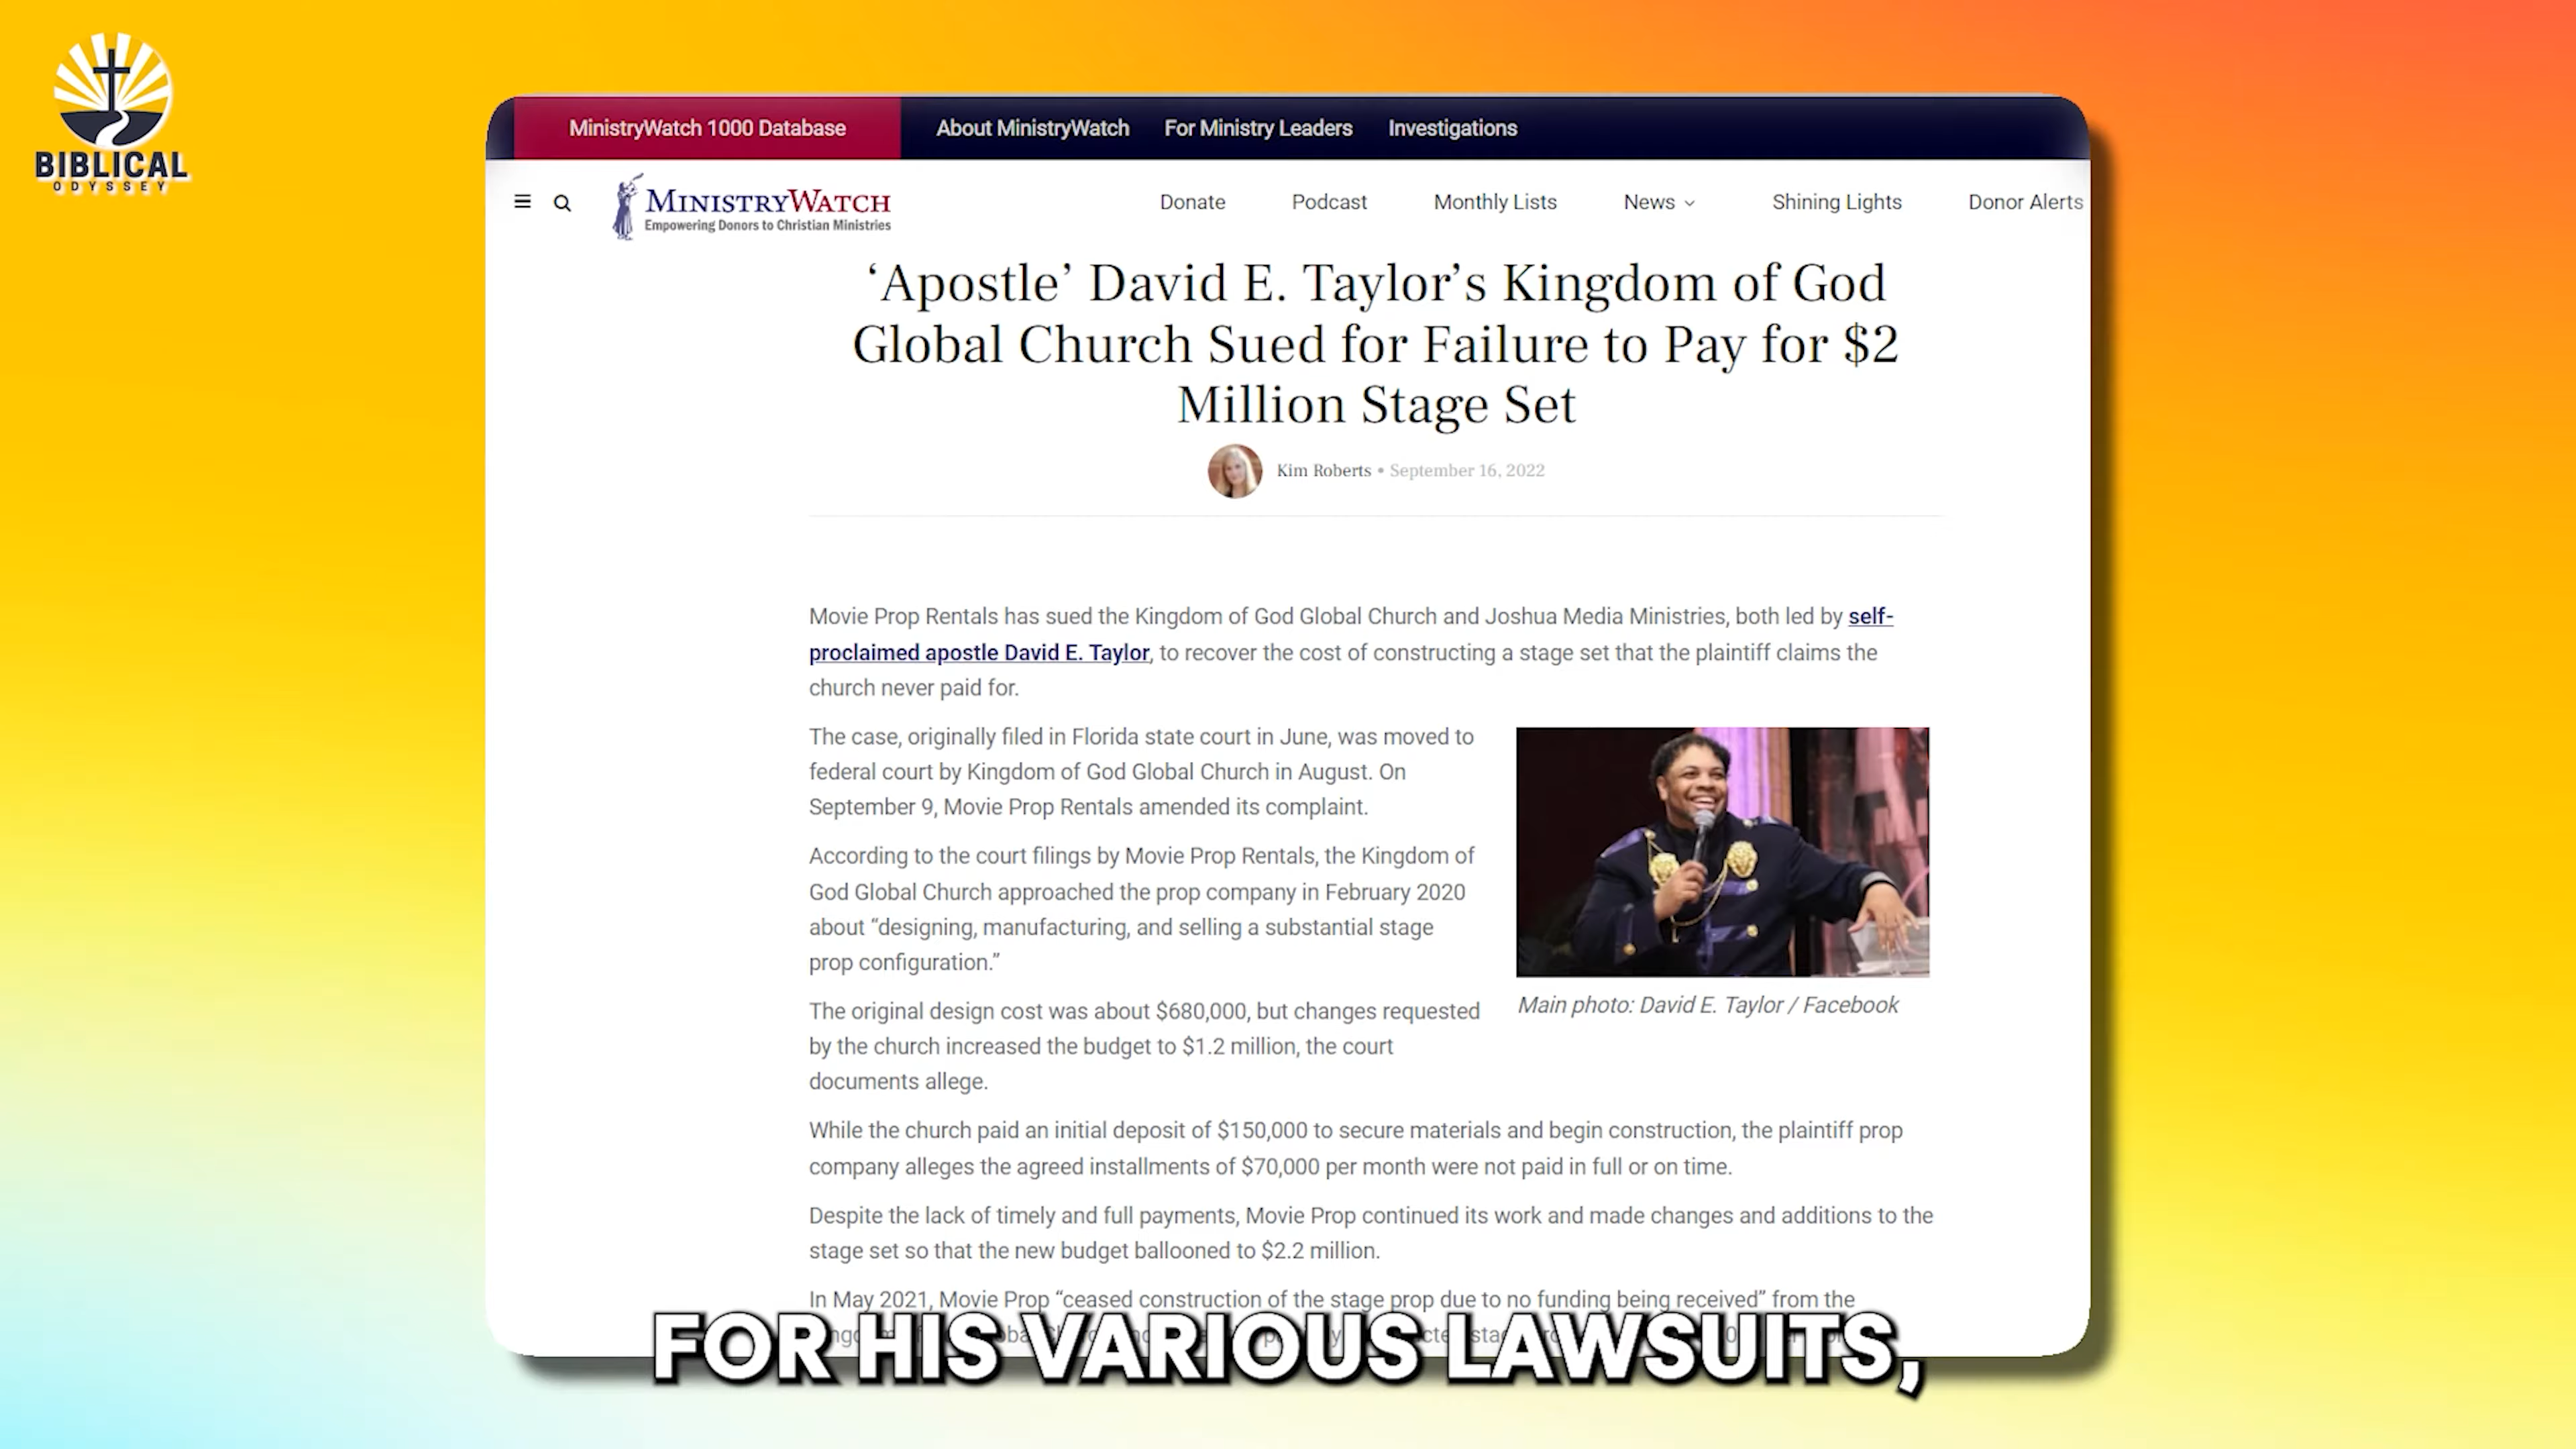 BIBLICAL
ODYSSEY
MinistryWatch 1000 Database
About MinistryWatch
For Ministry Leaders
Investigations
MINISTRYWATCH
Empowering Donors to Christian Ministries
Donate
Podcast
Monthly Lists
News
Shining Lights
Donor Alerts
‘Apostle’ David E. Taylor’s Kingdom of God
Global Church Sued for Failure to Pay for $2
Million Stage Set
Kim Roberts • September 16, 2022
Movie Prop Rentals has sued the Kingdom of God Global Church and Joshua Media Ministries, both led by self-
proclaimed apostle David E. Taylor, to recover the cost of constructing a stage set that the plaintiff claims the
church never paid for.
The case, originally filed in Florida state court in June, was moved to
federal court by Kingdom of God Global Church in August. On
September 9, Movie Prop Rentals amended its complaint.
According to the court filings by Movie Prop Rentals, the Kingdom of
God Global Church approached the prop company in February 2020
about “designing, manufacturing, and selling a substantial stage
prop configuration.”
The original design cost was about $680,000, but changes requested
by the church increased the budget to $1.2 million, the court
documents allege.
Main photo: David E. Taylor / Facebook
While the church paid an initial deposit of $150,000 to secure materials and begin construction, the plaintiff prop
company alleges the agreed installments of $70,000 per month were not paid in full or on time.
Despite the lack of timely and full payments, Movie Prop continued its work and made changes and additions to the
stage set so that the new budget ballooned to $2.2 million.
In May 2021, Movie Prop “ceased construction of the stage prop due to no funding being received” from the
FOR HIS VARIOUS LAWSUITS,